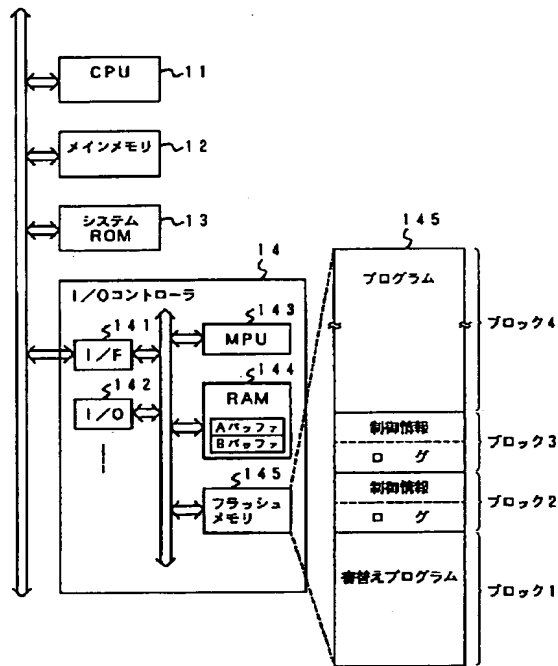 CPU
11
メインメモリ
12
システム
ROM
13
14
I/Oコントローラ
141
I/F
142
I/O
143
MPU
144
RAM
Aバッファ
Bバッファ
145
フラッシュ
メモリ
145
プログラム
ブロック4
制御情報
ログ
ブロック3
制御情報
ログ
ブロック2
書替えプログラム
ブロック1